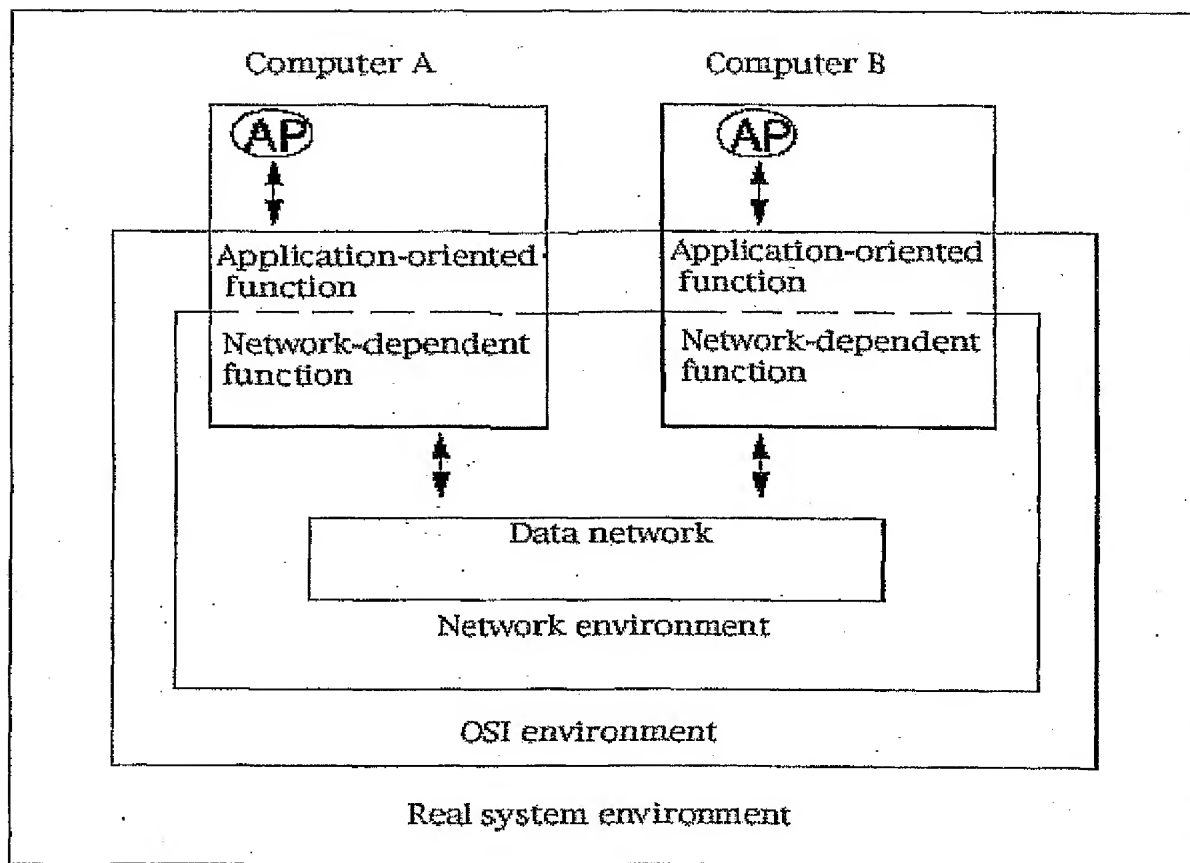 Computer A
Computer B
AP
AP
Application-oriented
function
Application-oriented
function
Network-dependent
function
Network-dependent
function
Data network
Network environment
OSI environment
Real system environment